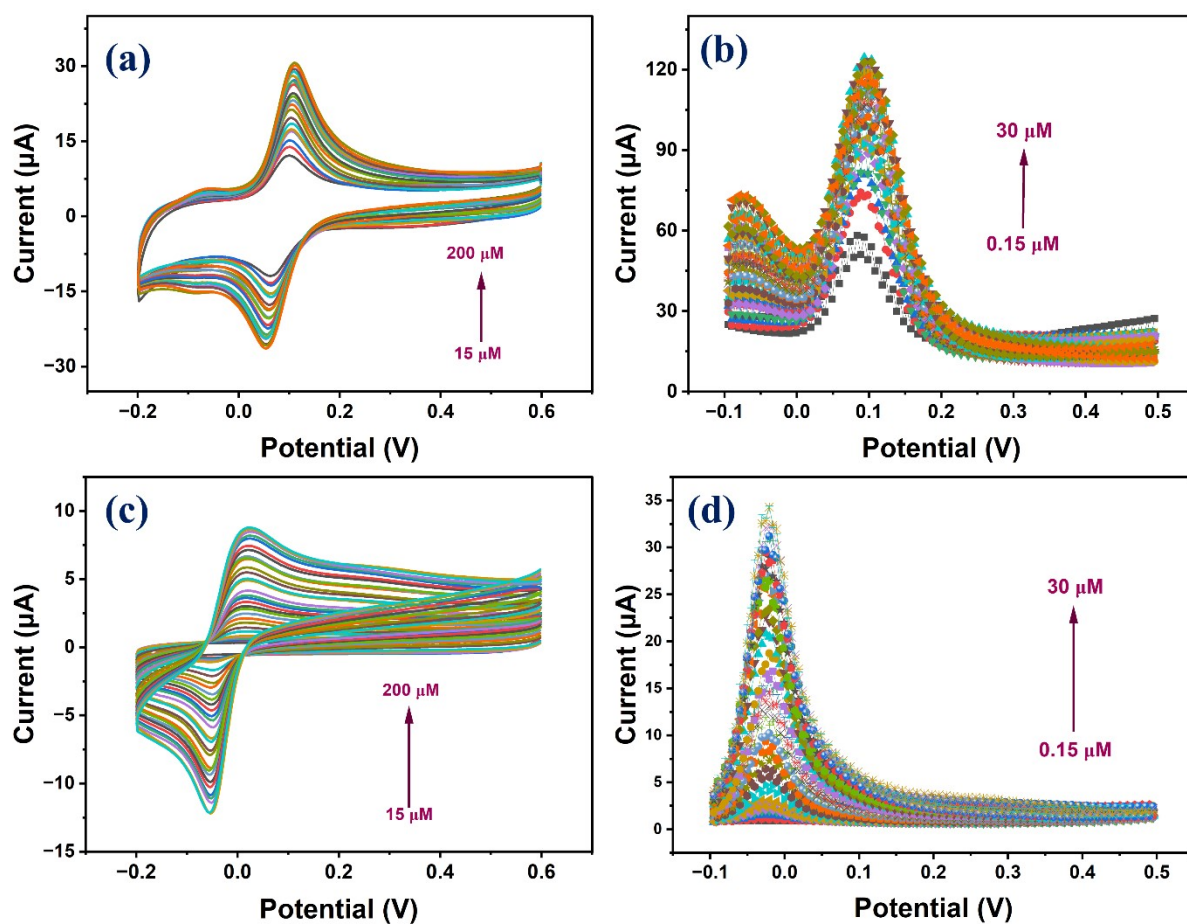 (a)
Current (µA)
30
15
0
−15
−30
200 µM
15 µM
−0.2 0.0 0.2 0.4 0.6
Potential (V)
(b)
Current (µA)
120
90
60
30
0
30 µM
0.15 µM
−0.1 0.0 0.1 0.2 0.3 0.4 0.5
Potential (V)
(c)
Current (µA)
10
5
0
−5
−10
−15
200 µM
15 µM
−0.2 0.0 0.2 0.4 0.6
Potential (V)
(d)
Current (µA)
35
30
25
20
15
10
5
0
30 µM
0.15 µM
−0.1 0.0 0.1 0.2 0.3 0.4 0.5
Potential (V)